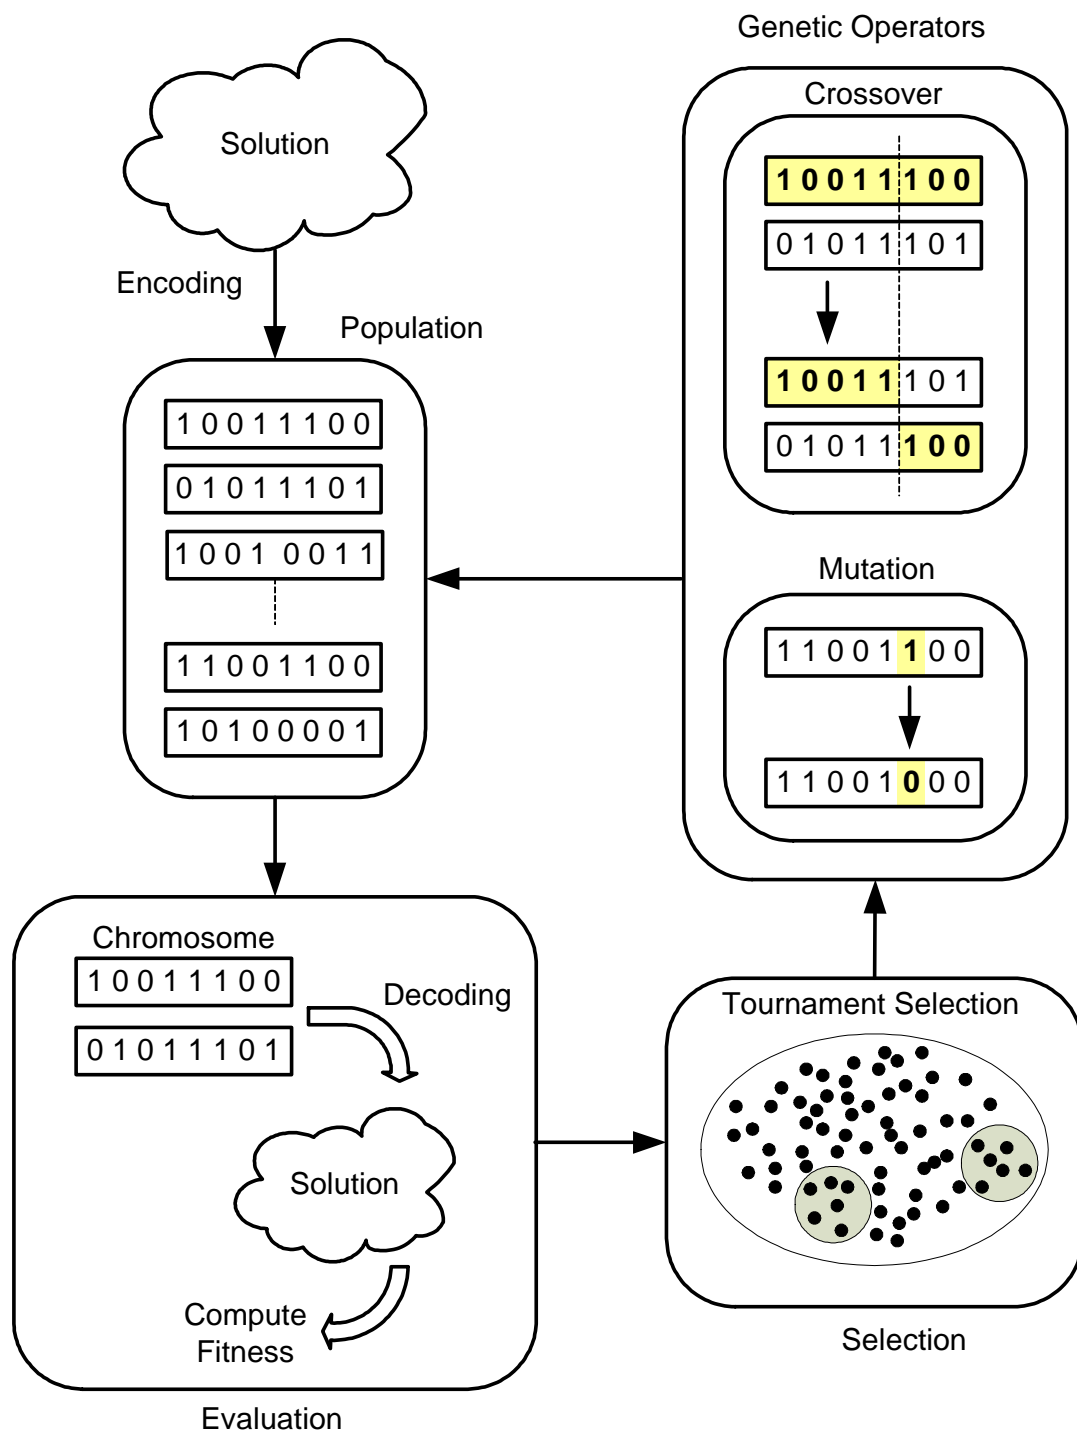 Genetic Operators
Solution
Encoding
Population
1 0 0 1 1 1 0 0
0 1 0 1 1 1 0 1
1 0 0 1 0 0 1 1
1 1 0 0 1 1 0 0
1 0 1 0 0 0 0 1
Crossover
1 0 0 1 1 1 0 0
0 1 0 1 1 1 0 1
1 0 0 1 1 1 0 1
0 1 0 1 1 1 0 0
Mutation
1 1 0 0 1 1 0 0
1 1 0 0 1 0 0 0
Chromosome
1 0 0 1 1 1 0 0
0 1 0 1 1 1 0 1
Decoding
Solution
Compute
Fitness
Evaluation
Tournament Selection
Selection